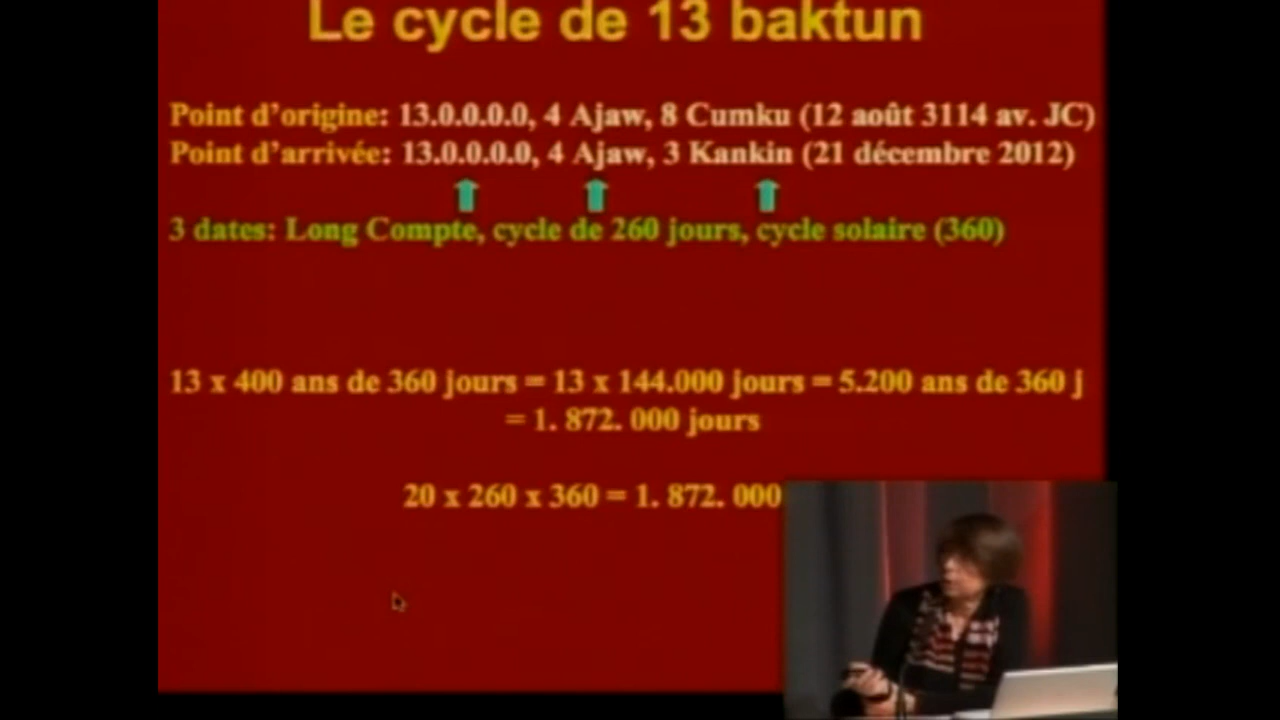 Le cycle de 13 baktun
Point d'origine: 13.0.0.0.0, 4 Ajaw, 8 Cumku (12 août 3114 av. JC)
Point d'arrivée: 13.0.0.0.0, 4 Ajaw, 3 Kankin (21 décembre 2012)
3 dates: Long Compte, cycle de 260 jours, cycle solaire (360)
13 x 400 ans de 360 jours = 13 x 144.000 jours = 5.200 ans de 360 j
= 1. 872. 000 jours
20 x 260 x 360 = 1. 872. 000